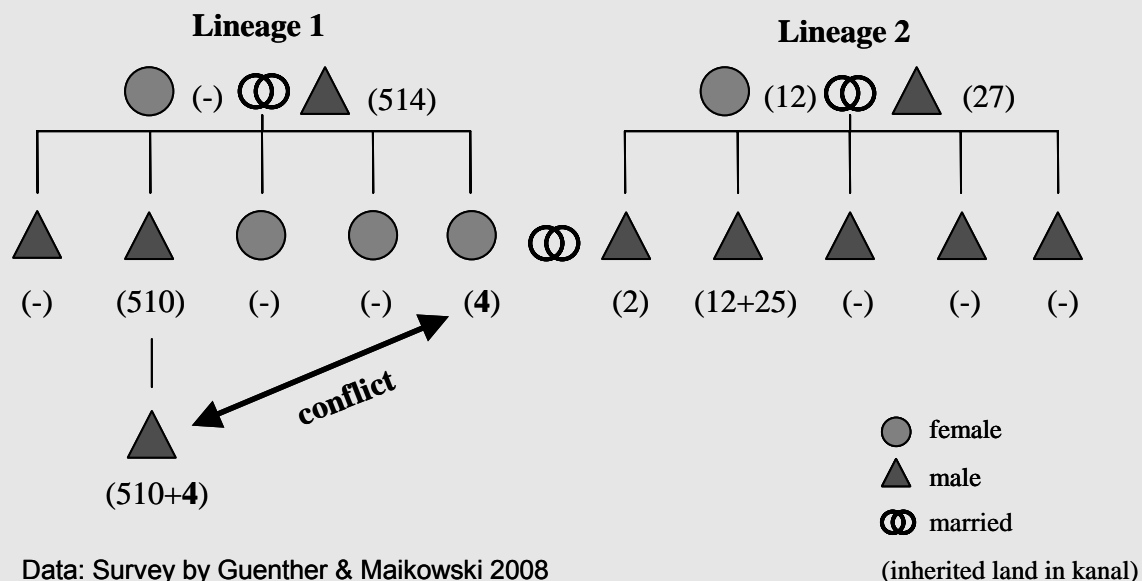 Lineage 1
Lineage 2
(-) (514)
(12) (27)
(-) (510) (-) (-) (4) (2) (12+25) (-) (-) (-)
conflict
(510+4)
female
male
married
(inherited land in kanal)
Data: Survey by Guenther & Maikowski 2008